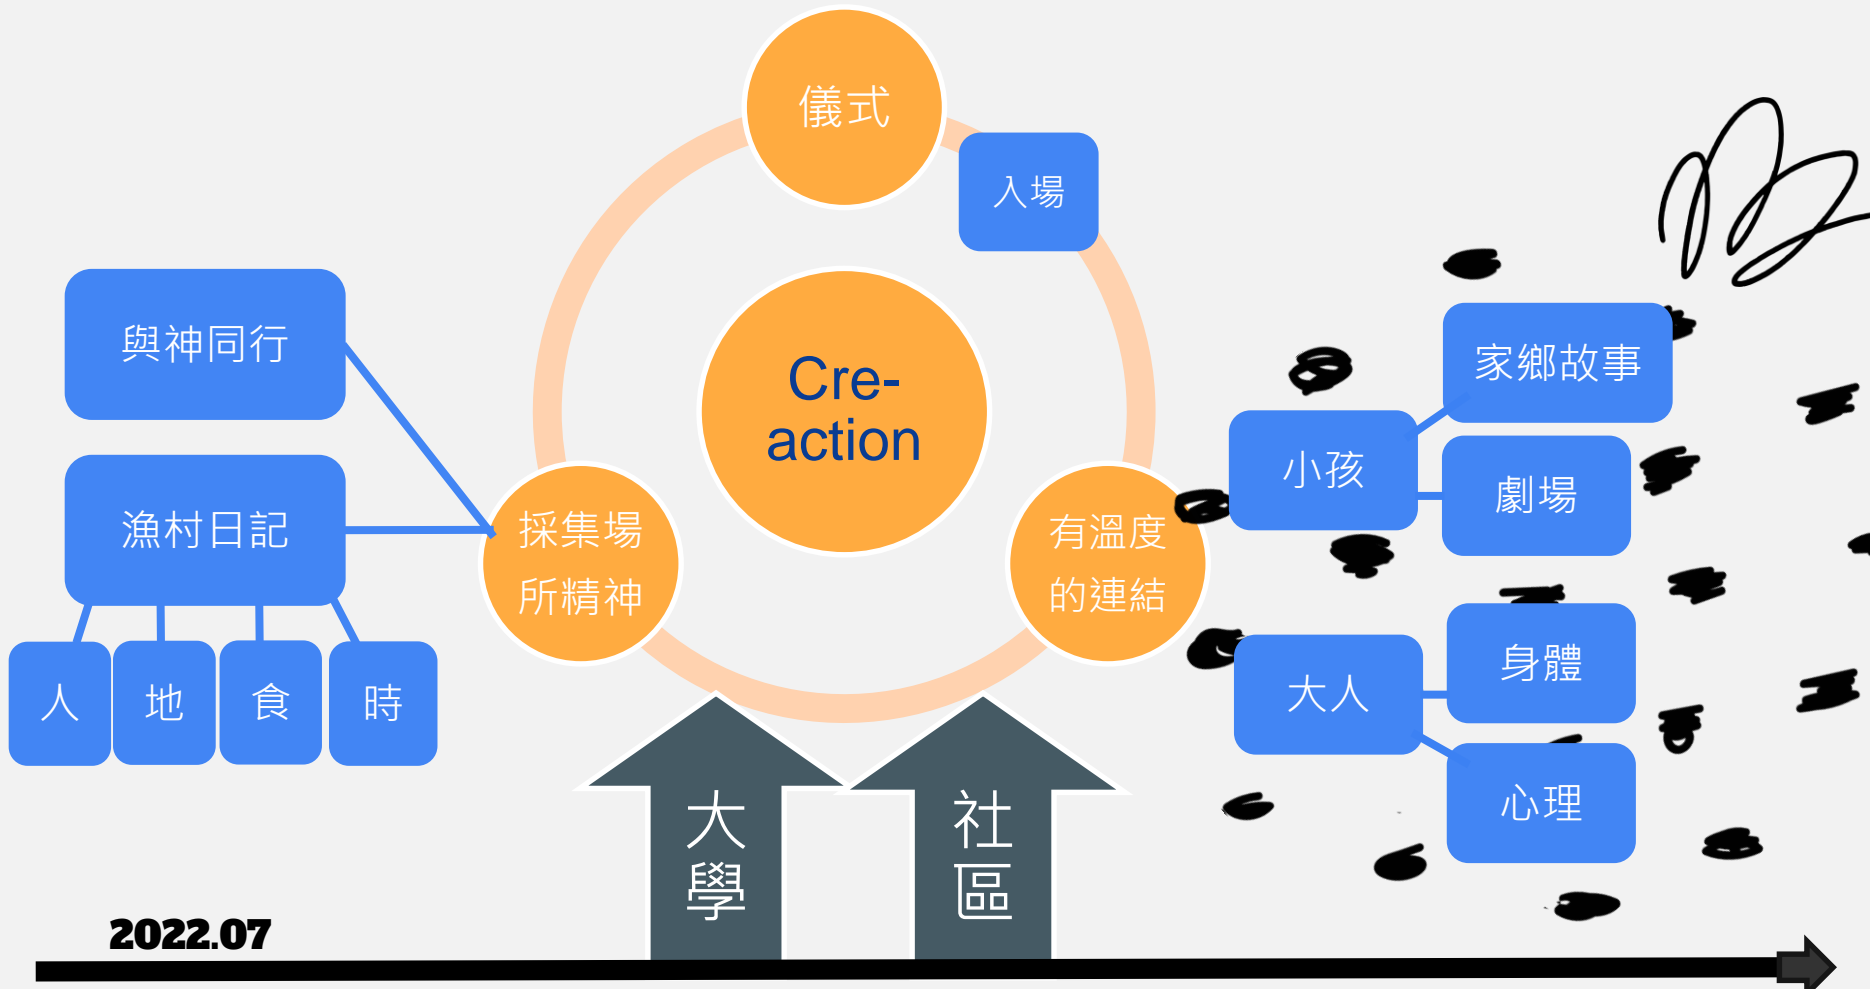 儀式
入場
Cre-
action
與神同行
漁村日記
人
地
食
時
採集場
所精神
有溫度
的連結
小孩
家鄉故事
劇場
大人
身體
心理
大
學
社
區
2022.07